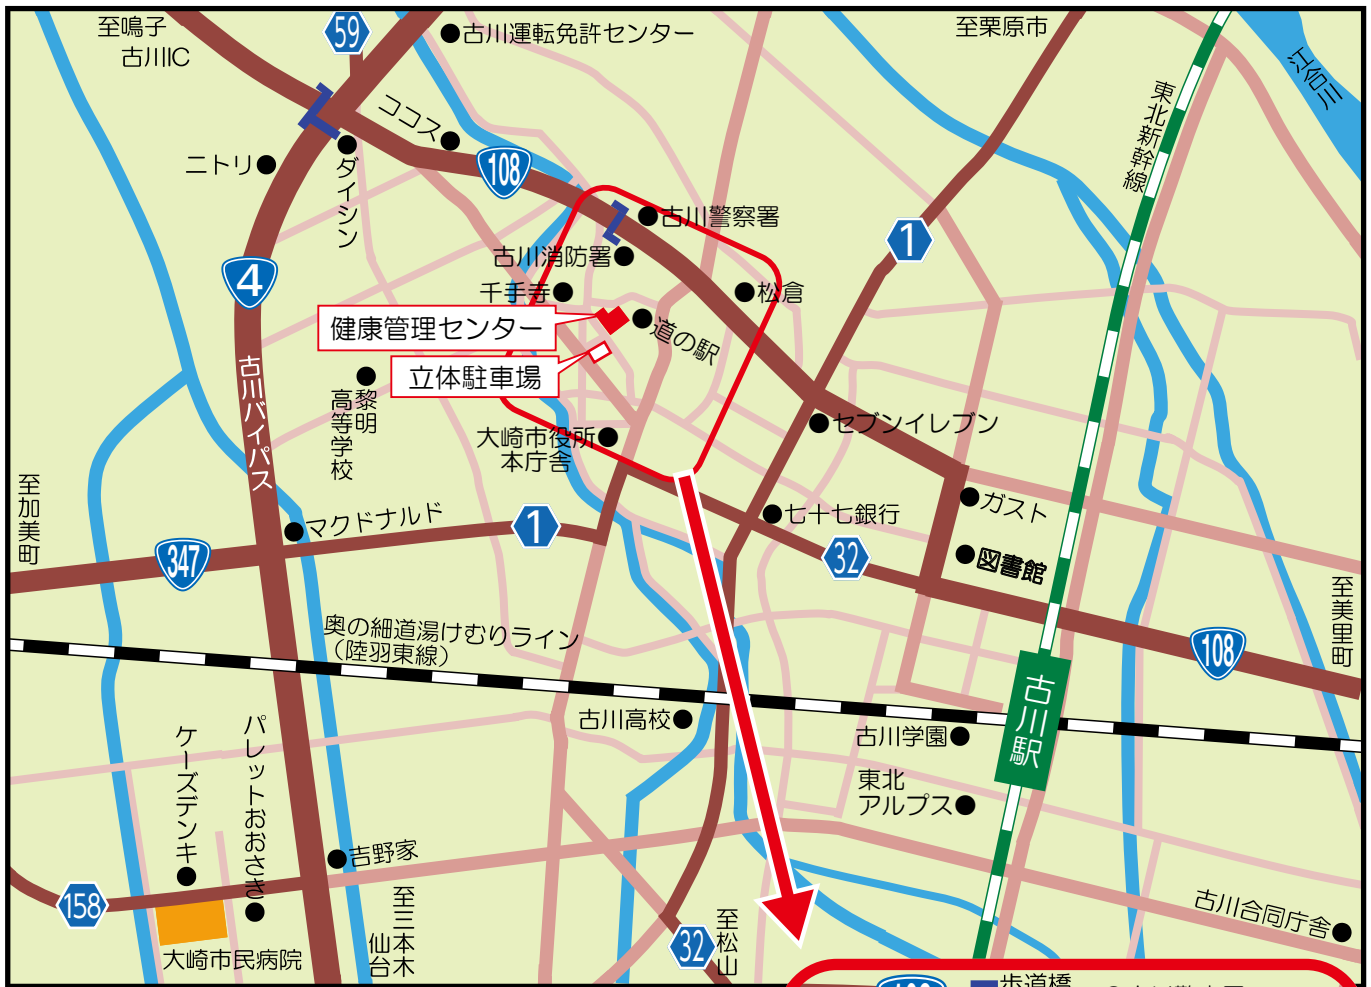 至鳴子
古川IC
59
古川運転免許センター
至栗原市
江合川
東北新幹線
ココス
ニトリ
ダイシン
108
古川警察署
古川消防署
1
4
千手寺
松倉
健康管理センター
道の駅
立体駐車場
古川バイパス
黎明
高等学校
大崎市役所
本庁舎
セブンイレブン
至加美町
マクドナルド
1
七十七銀行
ガスト
347
32
図書館
至美里町
奥の細道湯けむりライン
（陸羽東線）
108
古川駅
古川高校
古川学園
パレットおおさき
ケーズデンキ
東北
アルプス
吉野家
158
至三本木
仙台
大崎市民病院
32
至松山
古川合同庁舎
歩道橋